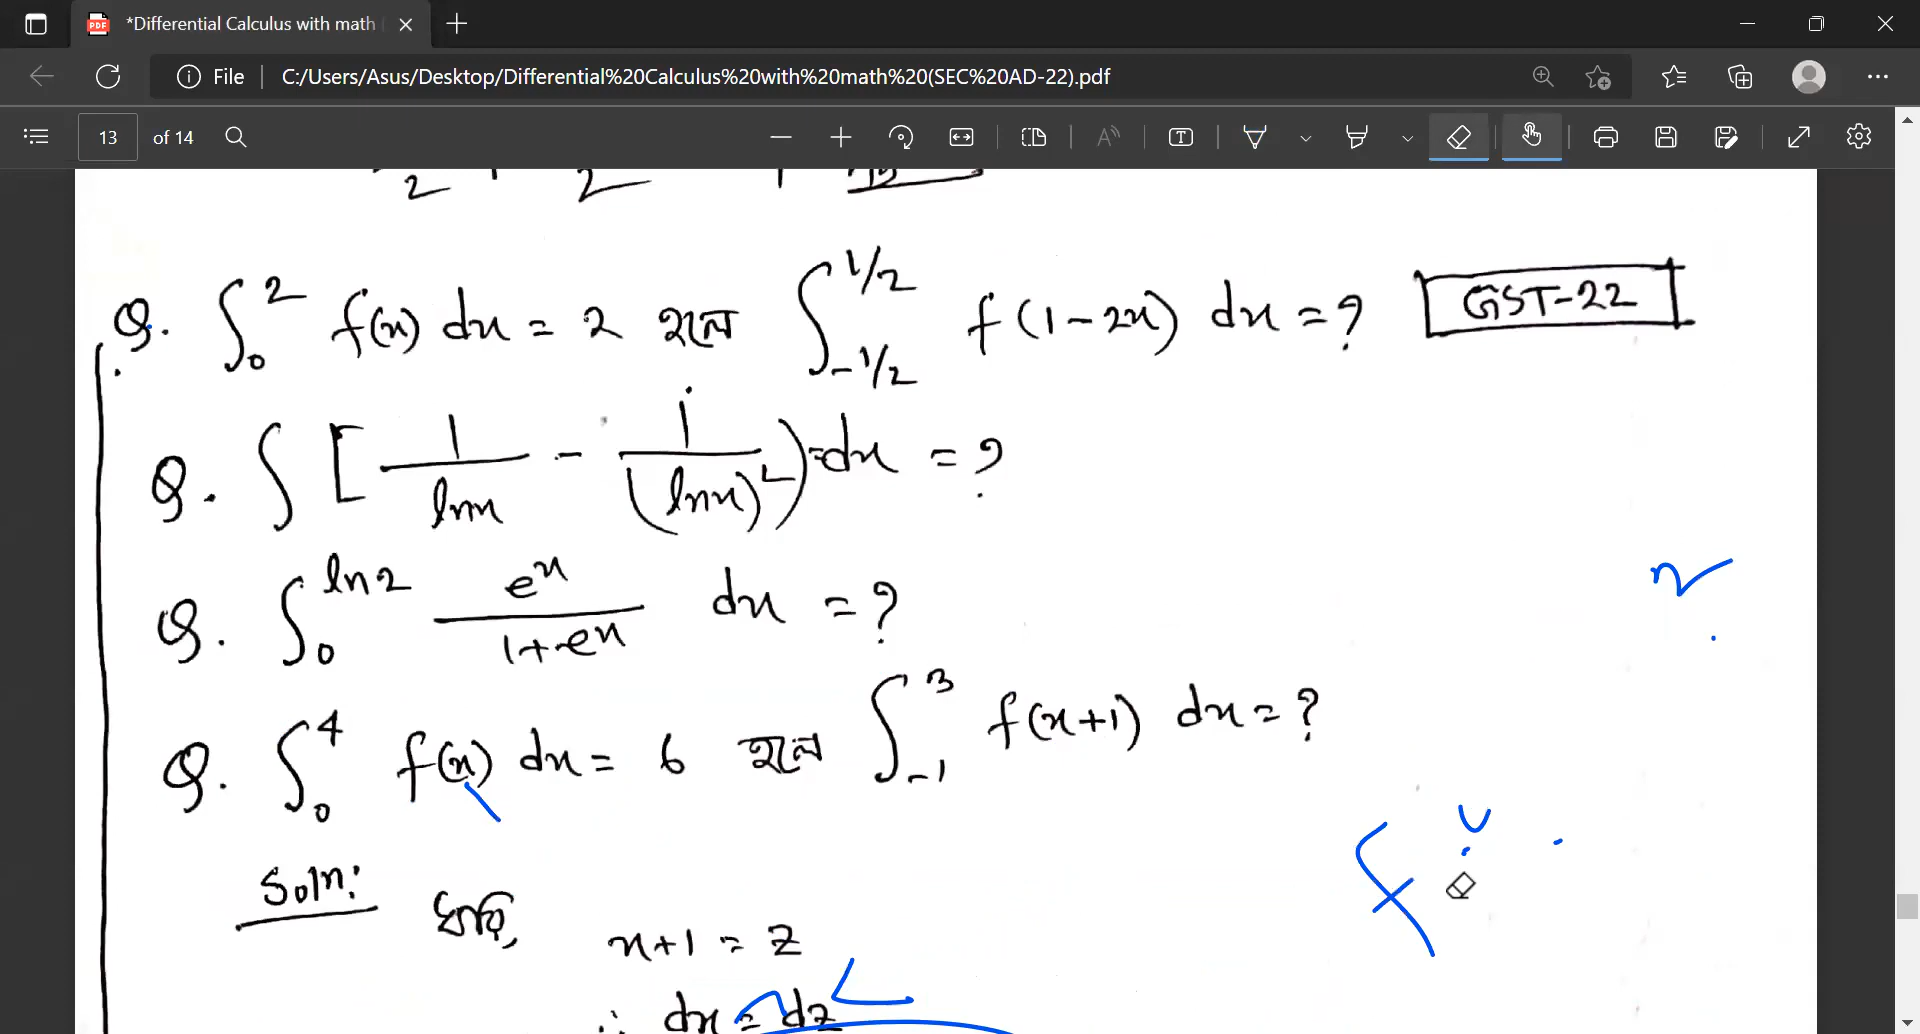 *Differential Calculus with math
File C:/Users/Asus/Desktop/Differential%20Calculus%20with%20math%20(SEC%20AD-22).pdf
13 of 14
Q. ∫₀² f(x) dx = 2 হলে ∫₋₁/₂^1/2 f(1-2x) dx = ? GST-22
Q. ∫ [ 1/lnx - 1/(lnx)² ) dx = ?
Q. ∫₀^ln2 eˣ/1+eˣ dx = ?
Q. ∫₀⁴ f(x) dx = 6 হলে ∫₋₁³ f(x+1) dx = ?
Soln: ধরি,
x+1 = z
∴ dx = dz